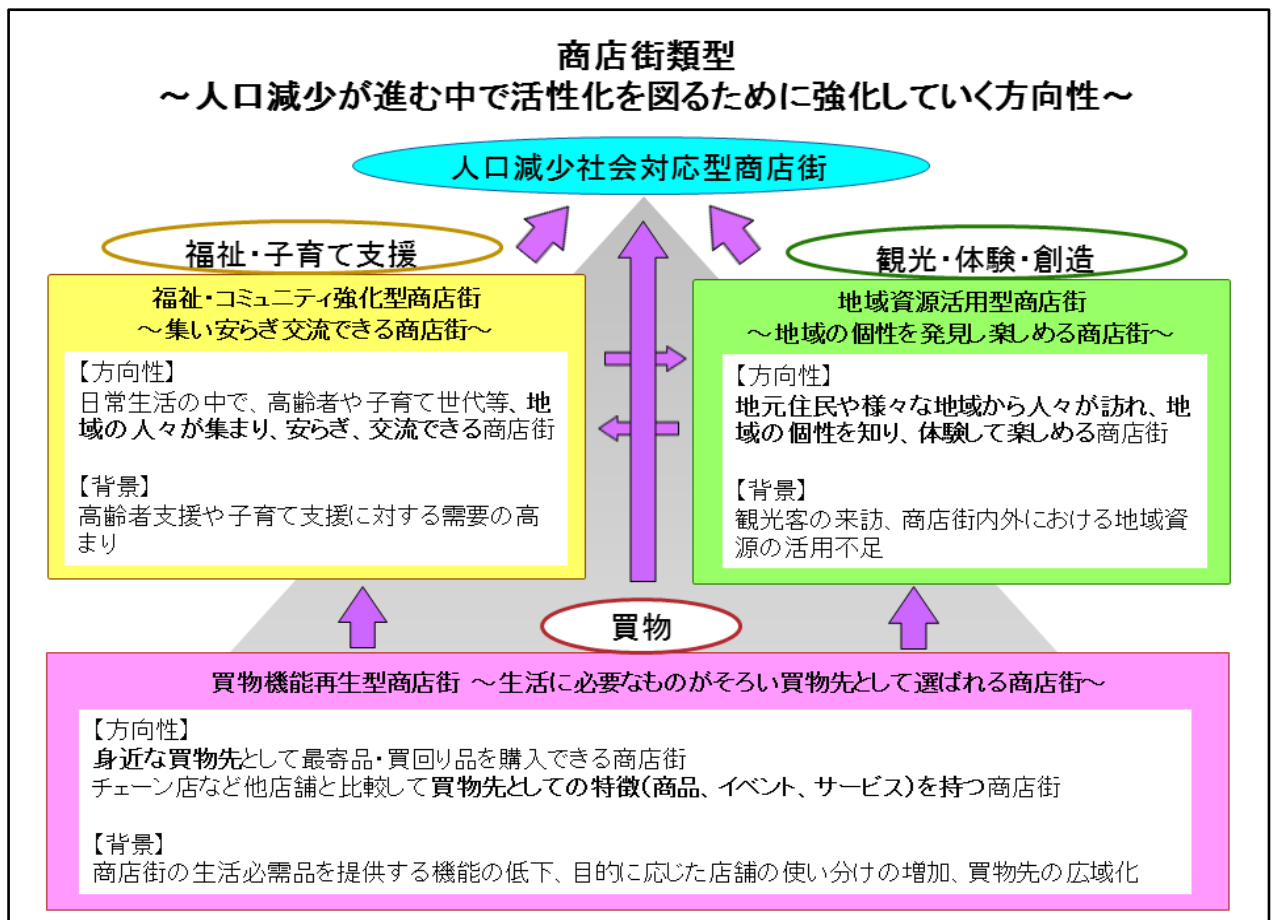 商店街類型
～人口減少が進む中で活性化を図るために強化していく方向性～
人口減少社会対応型商店街
福祉・子育て支援
観光・体験・創造
福祉・コミュニティ強化型商店街
～集い安らぎ交流できる商店街～
【方向性】
日常生活の中で、高齢者や子育て世代等、地
域の人々が集まり、安らぎ、交流できる商店街
【背景】
高齢者支援や子育て支援に対する需要の高
まり
地域資源活用型商店街
～地域の個性を発見し楽しめる商店街～
【方向性】
地元住民や様々な地域から人々が訪れ、地
域の個性を知り、体験して楽しめる商店街
【背景】
観光客の来訪、商店街内外における地域資
源の活用不足
買物
買物機能再生型商店街 ～生活に必要なものがそろい買物先として選ばれる商店街～
【方向性】
身近な買物先として最寄品・買回り品を購入できる商店街
チェーン店など他店舗と比較して買物先としての特徴(商品、イベント、サービス)を持つ商店街
【背景】
商店街の生活必需品を提供する機能の低下、目的に応じた店舗の使い分けの増加、買物先の広域化